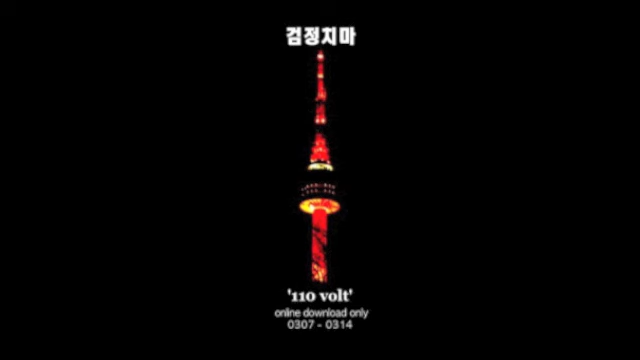 검정치마
'110 volt'
online download only
0307 - 0314